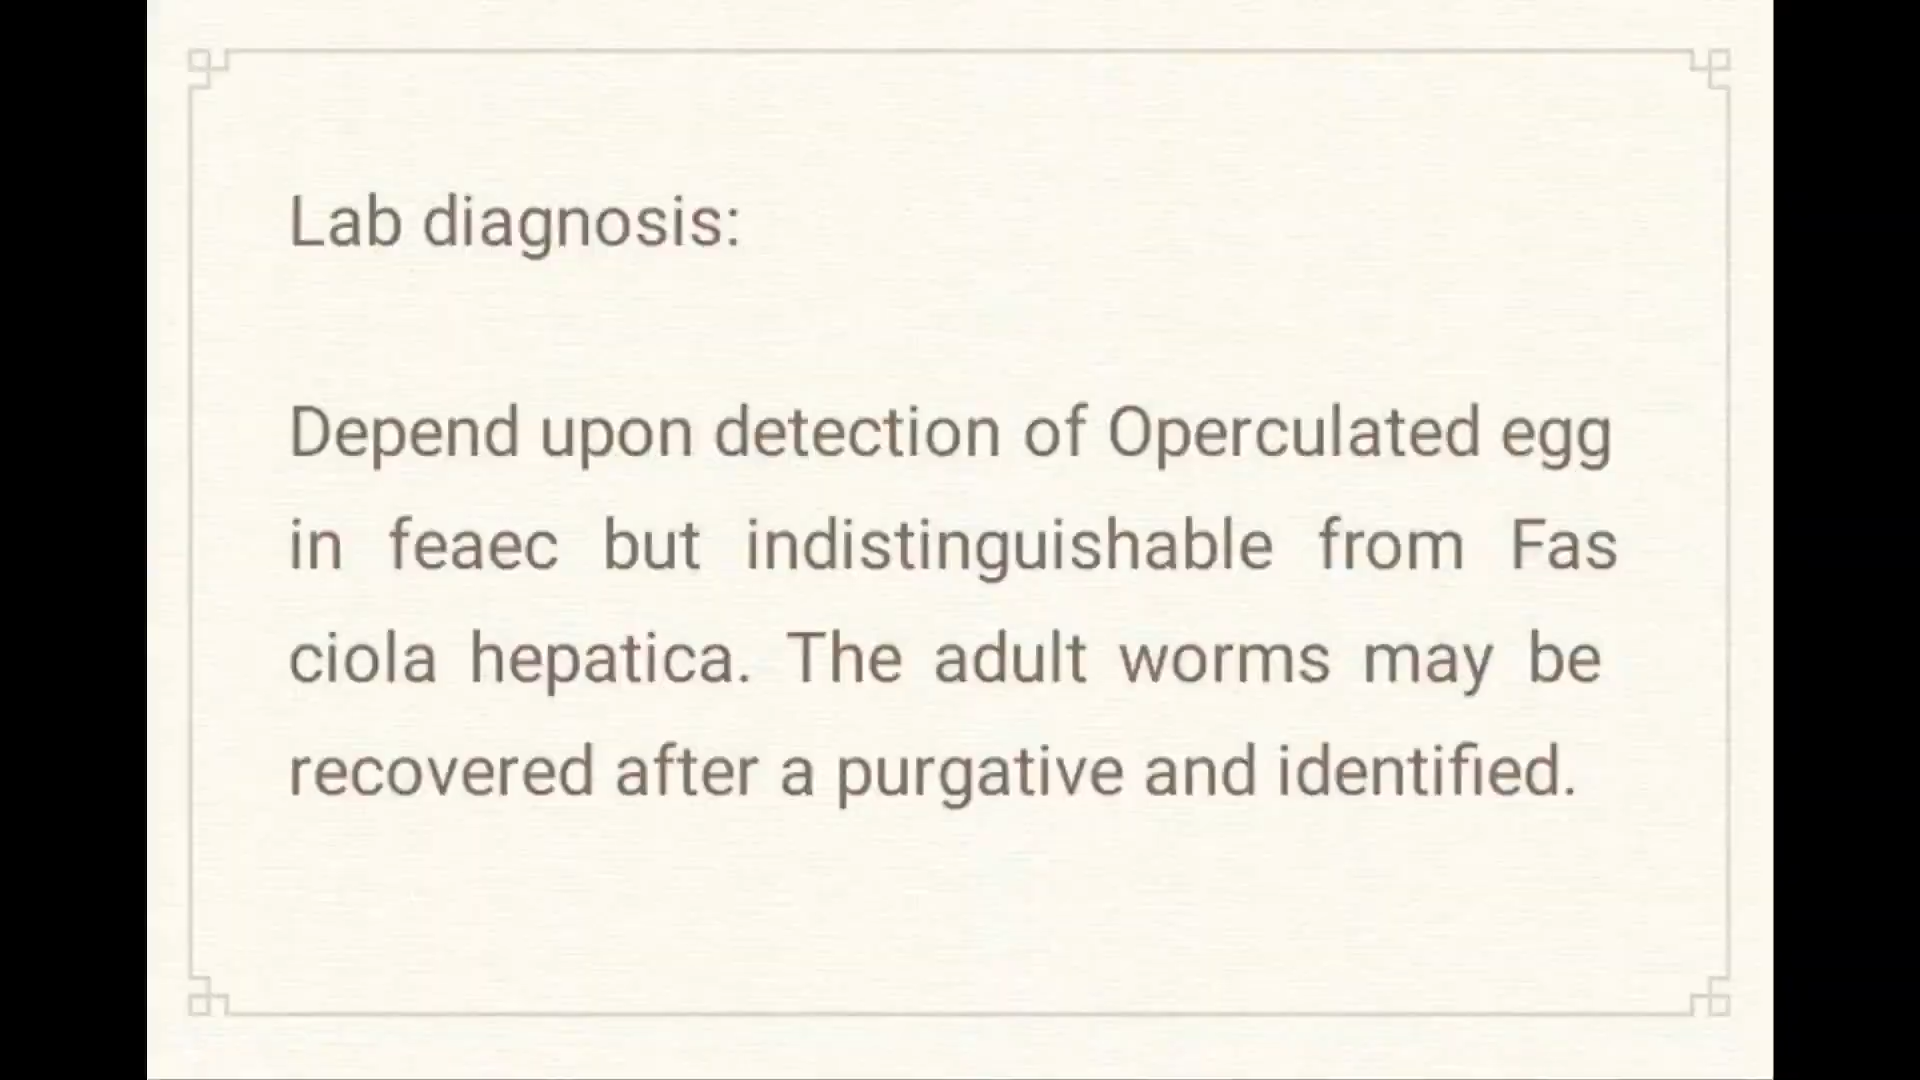 Lab diagnosis:
Depend upon detection of Operculated egg
in feaec but indistinguishable from Fas
ciola hepatica. The adult worms may be
recovered after a purgative and identified.